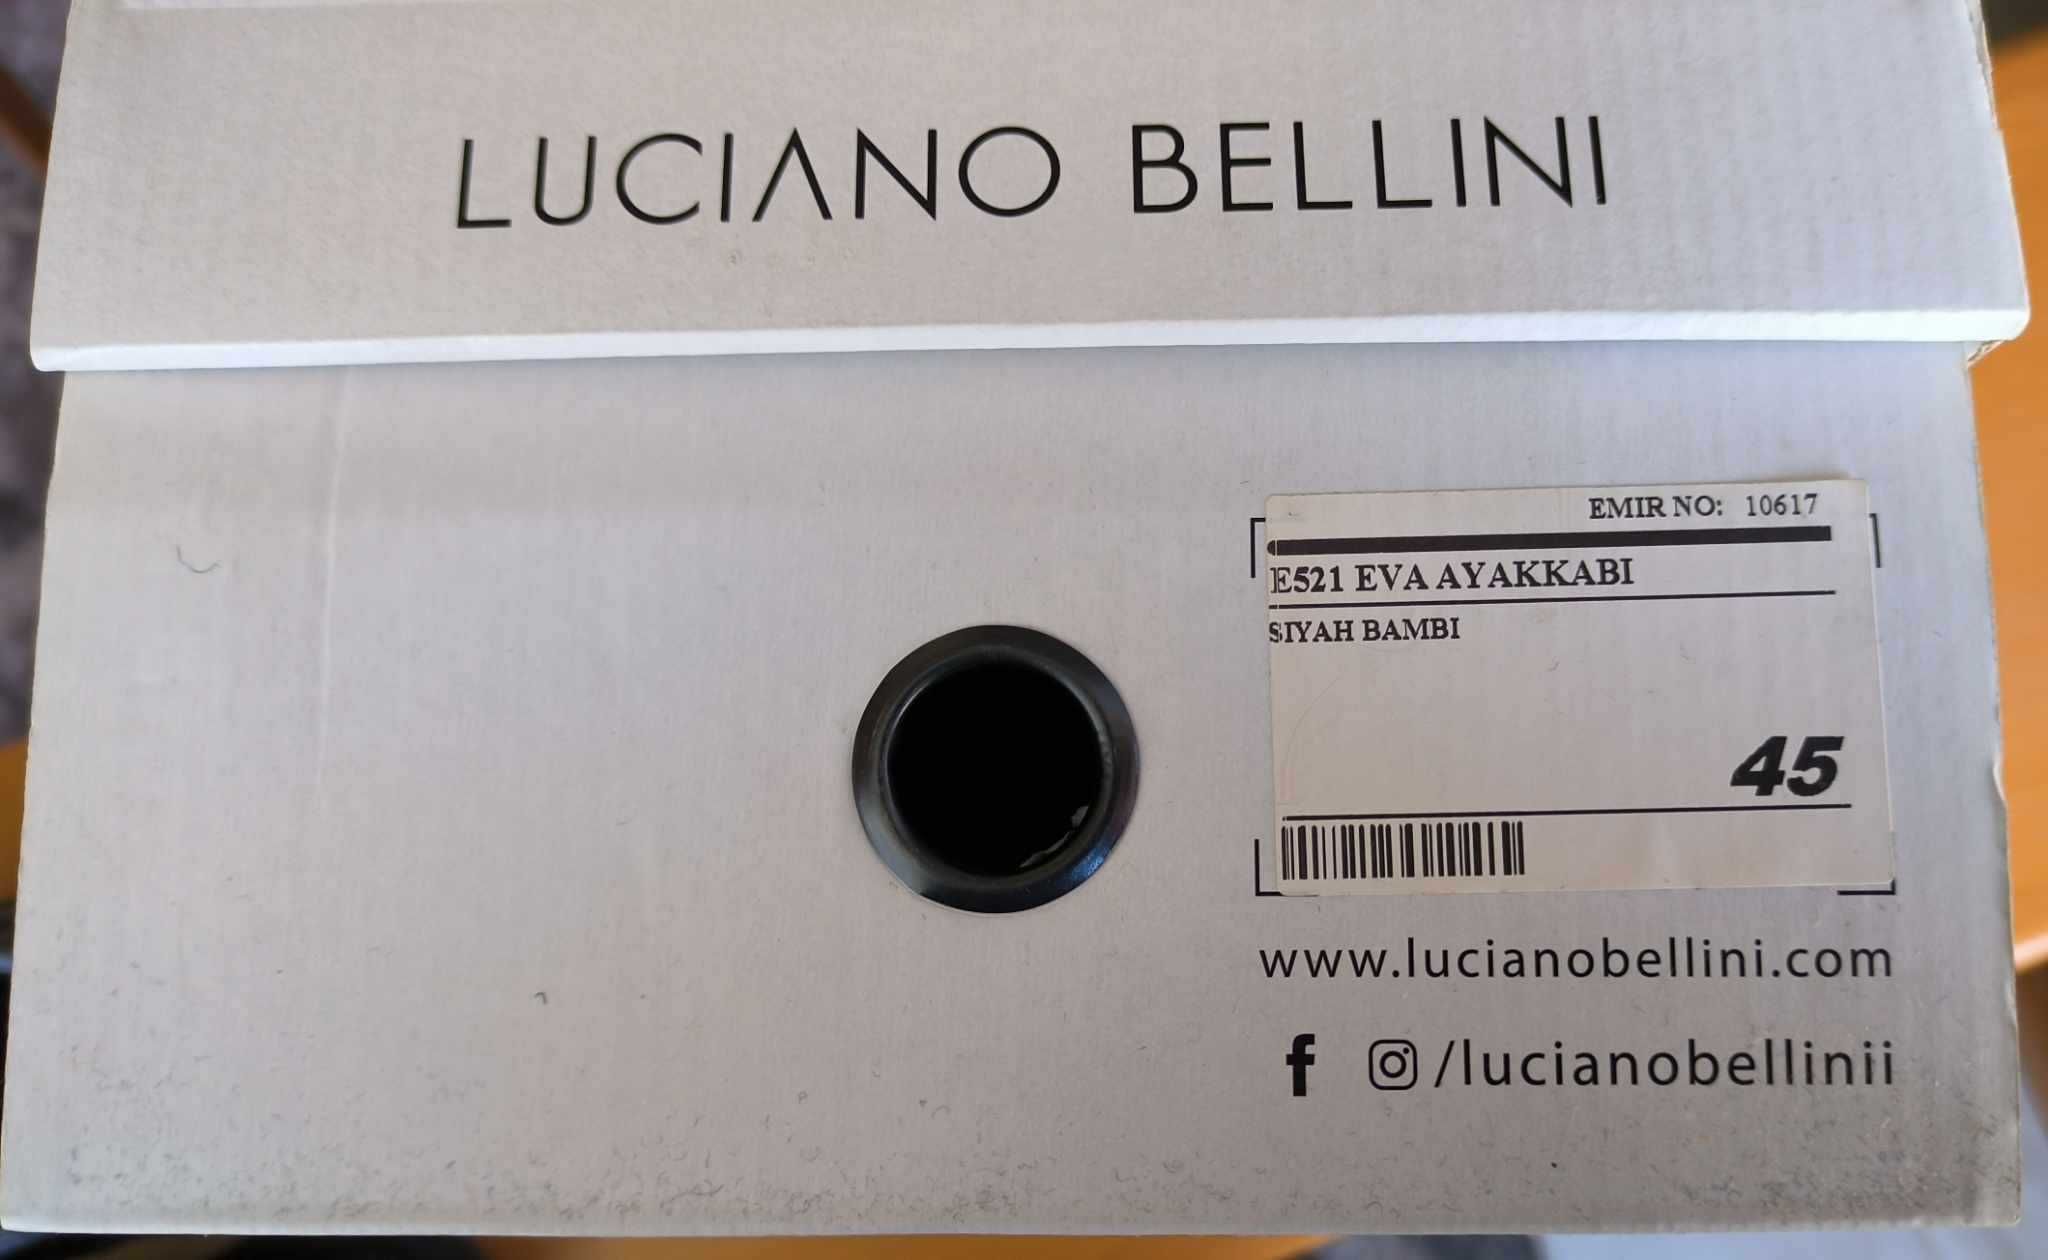 LUCIANO BELLINI
EMIR NO: 10617
E521 EVA AYAKKABI
SIYAH BAMBI
45
www.lucianobellini.com
/lucianobellinii